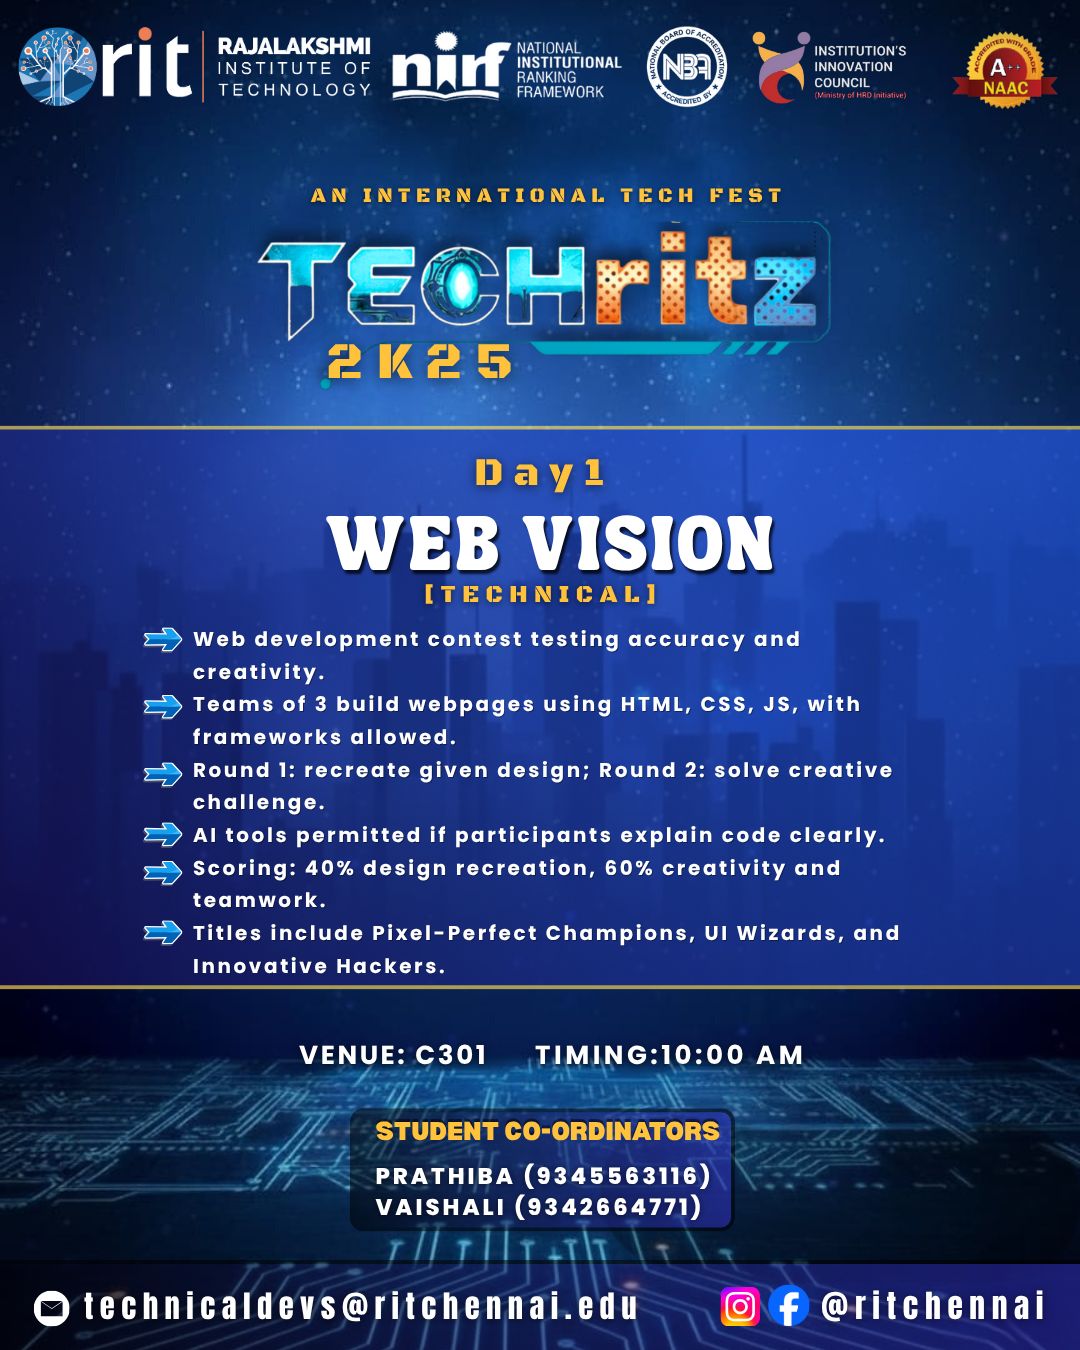 rit
RAJALAKSHMI
INSTITUTE OF
TECHNOLOGY
nirf
NATIONAL
INSTITUTIONAL
RANKING
FRAMEWORK
NATIONAL BOARD OF ACCREDITATION
NBA
★ ACCREDITED BY ★
INSTITUTION'S
INNOVATION
COUNCIL
(Ministry of HRD Initiative)
ACCREDITED WITH GRADE
A++
NAAC
AN INTERNATIONAL TECH FEST
TECHritz
2K25
Day1
WEB VISION
[TECHNICAL]
Web development contest testing accuracy and
creativity.
Teams of 3 build webpages using HTML, CSS, JS, with
frameworks allowed.
Round 1: recreate given design; Round 2: solve creative
challenge.
AI tools permitted if participants explain code clearly.
Scoring: 40% design recreation, 60% creativity and
teamwork.
Titles include Pixel-Perfect Champions, UI Wizards, and
Innovative Hackers.
VENUE: C301 TIMING:10:00 AM
STUDENT CO-ORDINATORS
PRATHIBA (9345563116)
VAISHALI (9342664771)
technicaldevs@ritchennai.edu @ritchennai